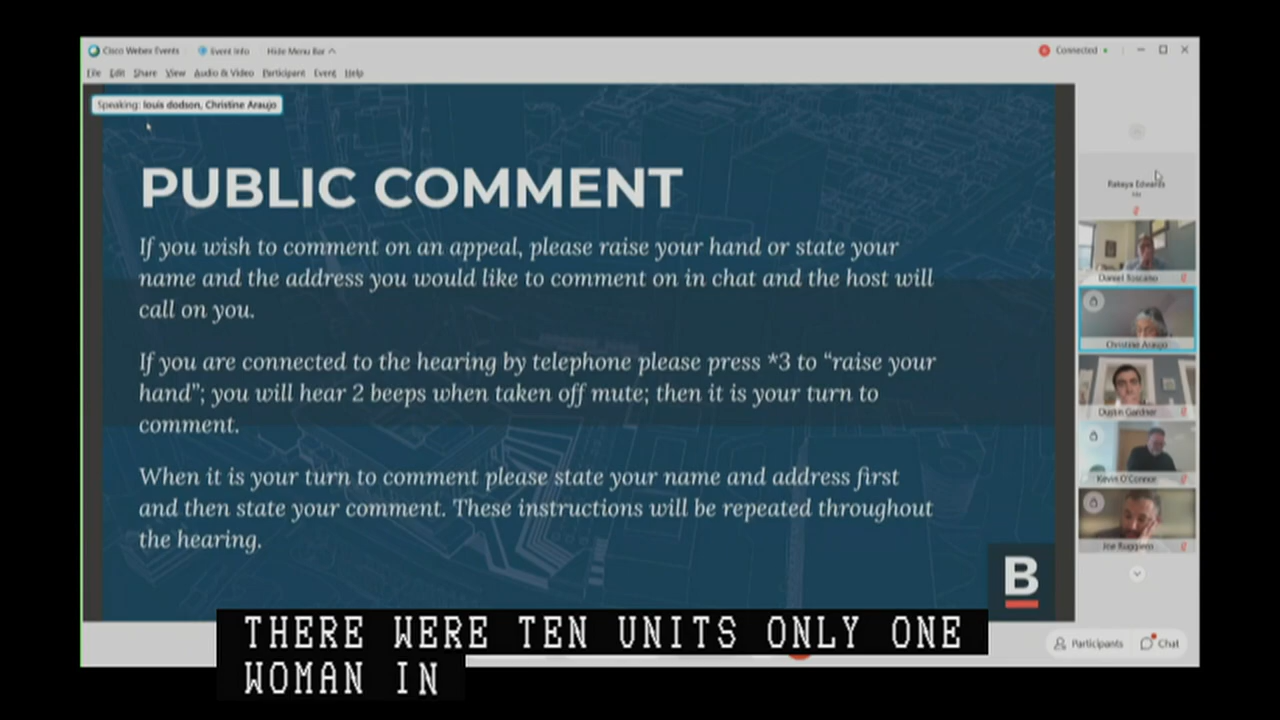 Cisco Webex Events Event Info Hide Menu Bar Connected
File Edit Share View Audio & Video Participant Event Help
Speaking: louis dodson, Christine Araujo
PUBLIC COMMENT
If you wish to comment on an appeal, please raise your hand or state your
name and the address you would like to comment on in chat and the host will
call on you.
If you are connected to the hearing by telephone please press *3 to “raise your
hand”; you will hear 2 beeps when taken off mute; then it is your turn to
comment.
When it is your turn to comment please state your name and address first
and then state your comment. These instructions will be repeated throughout
the hearing.
B
Rakeya Edwards
Christine Araujo
Dustin Gardner
Kevin O'Connor
Joe Ruggiero
Participants Chat
THERE WERE TEN UNITS ONLY ONE
WOMAN IN